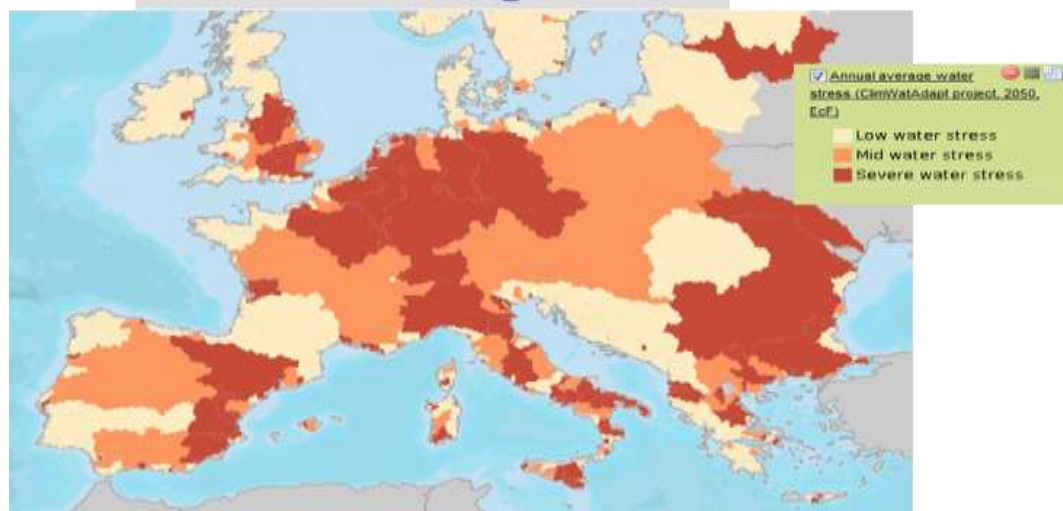 Annual average water
stress (ClimWatAdapt project, 2050,
EcF)
Low water stress
Mid water stress
Severe water stress